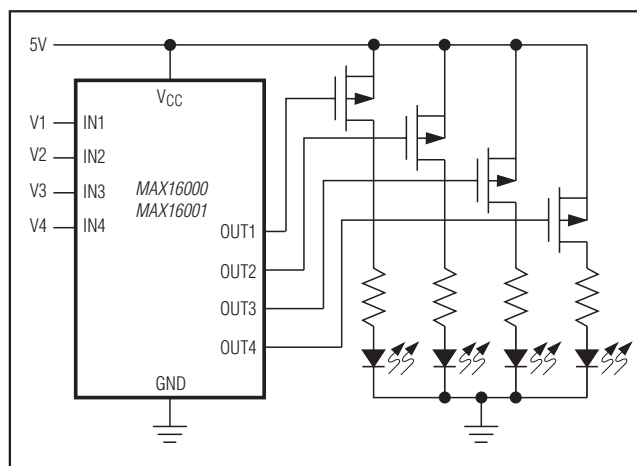 5V
VCC
V1 IN1
V2 IN2
V3 IN3
V4 IN4
MAX16000
MAX16001
OUT1
OUT2
OUT3
OUT4
GND